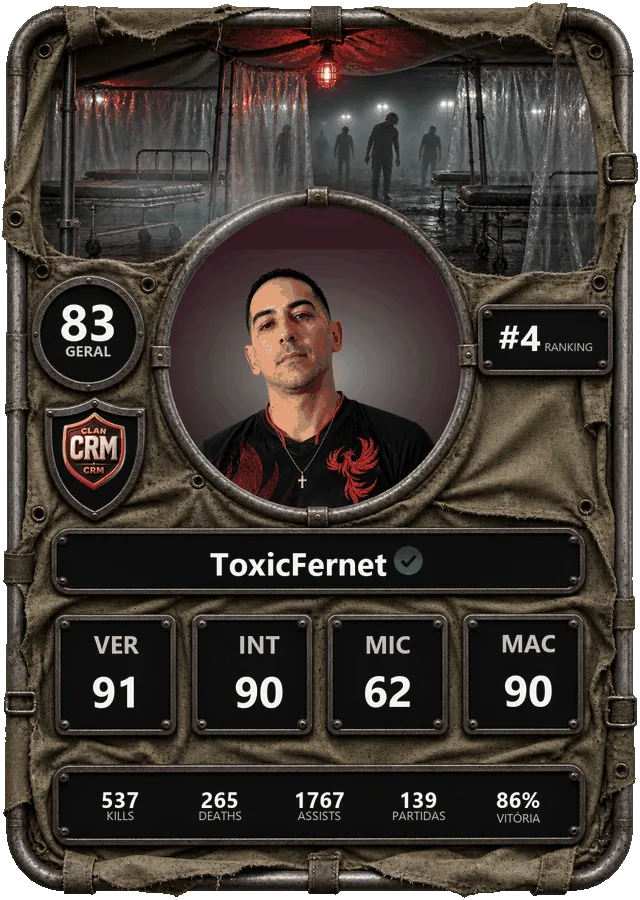 83
GERAL
#4 RANKING
CLAN
CRM
CRM
ToxicFernet
VER INT MIC MAC
91 90 62 90
537 265 1767 139 86%
KILLS DEATHS ASSISTS PARTIDAS VITÓRIA